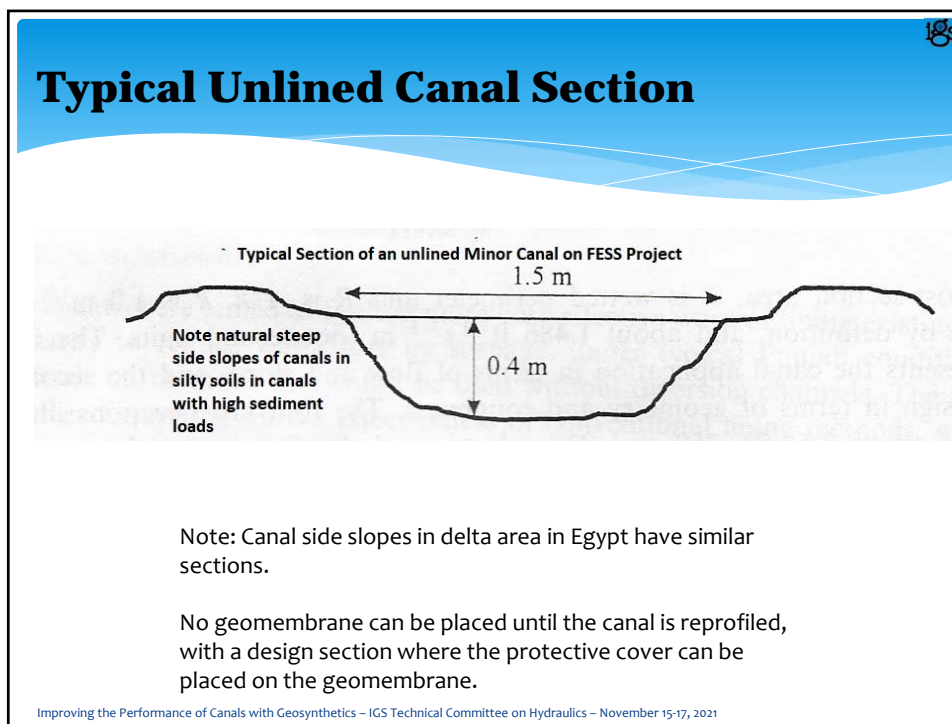 igs
Typical Unlined Canal Section
Typical Section of an unlined Minor Canal on FESS Project
1.5 m
Note natural steep
side slopes of canals in
silty soils in canals
with high sediment
loads
0.4 m
Note: Canal side slopes in delta area in Egypt have similar
sections.
No geomembrane can be placed until the canal is reprofiled,
with a design section where the protective cover can be
placed on the geomembrane.
Improving the Performance of Canals with Geosynthetics – IGS Technical Committee on Hydraulics – November 15-17, 2021